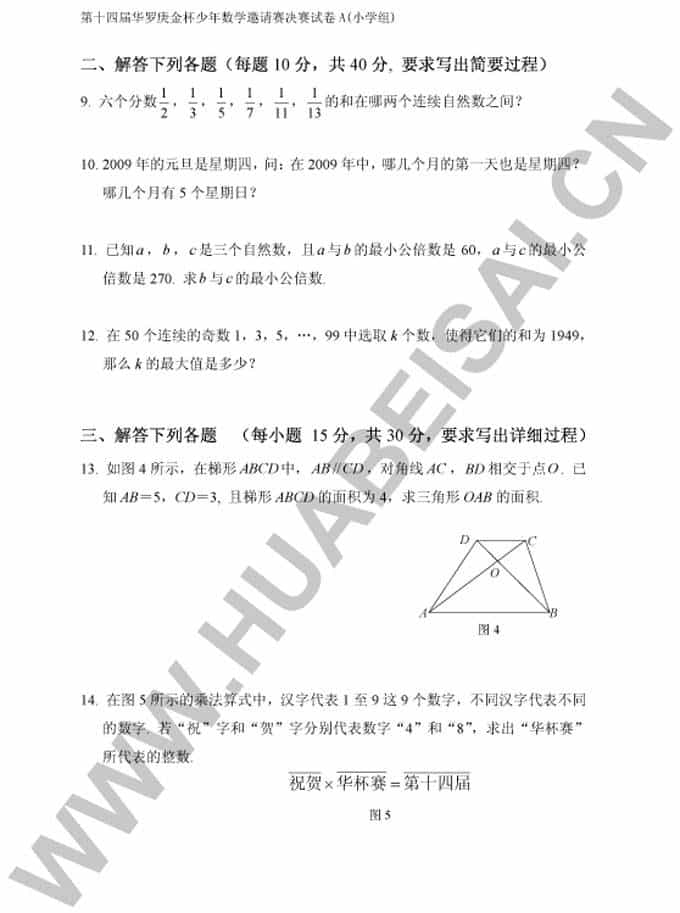 第十四届华罗庚金杯少年数学邀请赛决赛试卷 A(小学组)
二、解答下列各题（每题 10 分，共 40 分, 要求写出简要过程）
9. 六个分数 1/2，1/3，1/5，1/7，1/11，1/13 的和在哪两个连续自然数之间?
10. 2009 年的元旦是星期四，问: 在 2009 年中，哪几个月的第一天也是星期四?
哪几个月有 5 个星期日?
11. 已知a，b，c是三个自然数，且a与b的最小公倍数是 60，a与c的最小公
倍数是 270. 求b与c的最小公倍数.
12. 在 50 个连续的奇数 1，3，5，…，99 中选取 k 个数，使得它们的和为 1949，
那么 k 的最大值是多少?
三、解答下列各题 （每小题 15 分，共 30 分，要求写出详细过程）
13. 如图 4 所示，在梯形 ABCD 中，AB∥CD，对角线 AC，BD 相交于点O. 已
知 AB=5，CD=3, 且梯形 ABCD 的面积为 4，求三角形 OAB 的面积.
D C
O
A B
图 4
14. 在图 5 所示的乘法算式中，汉字代表 1 至 9 这 9 个数字，不同汉字代表不同
的数字. 若“祝”字和“贺”字分别代表数字“4”和“8”，求出“华杯赛”
所代表的整数.
祝贺×华杯赛=第十四届
图 5
WWW.HUABEISAI.CN